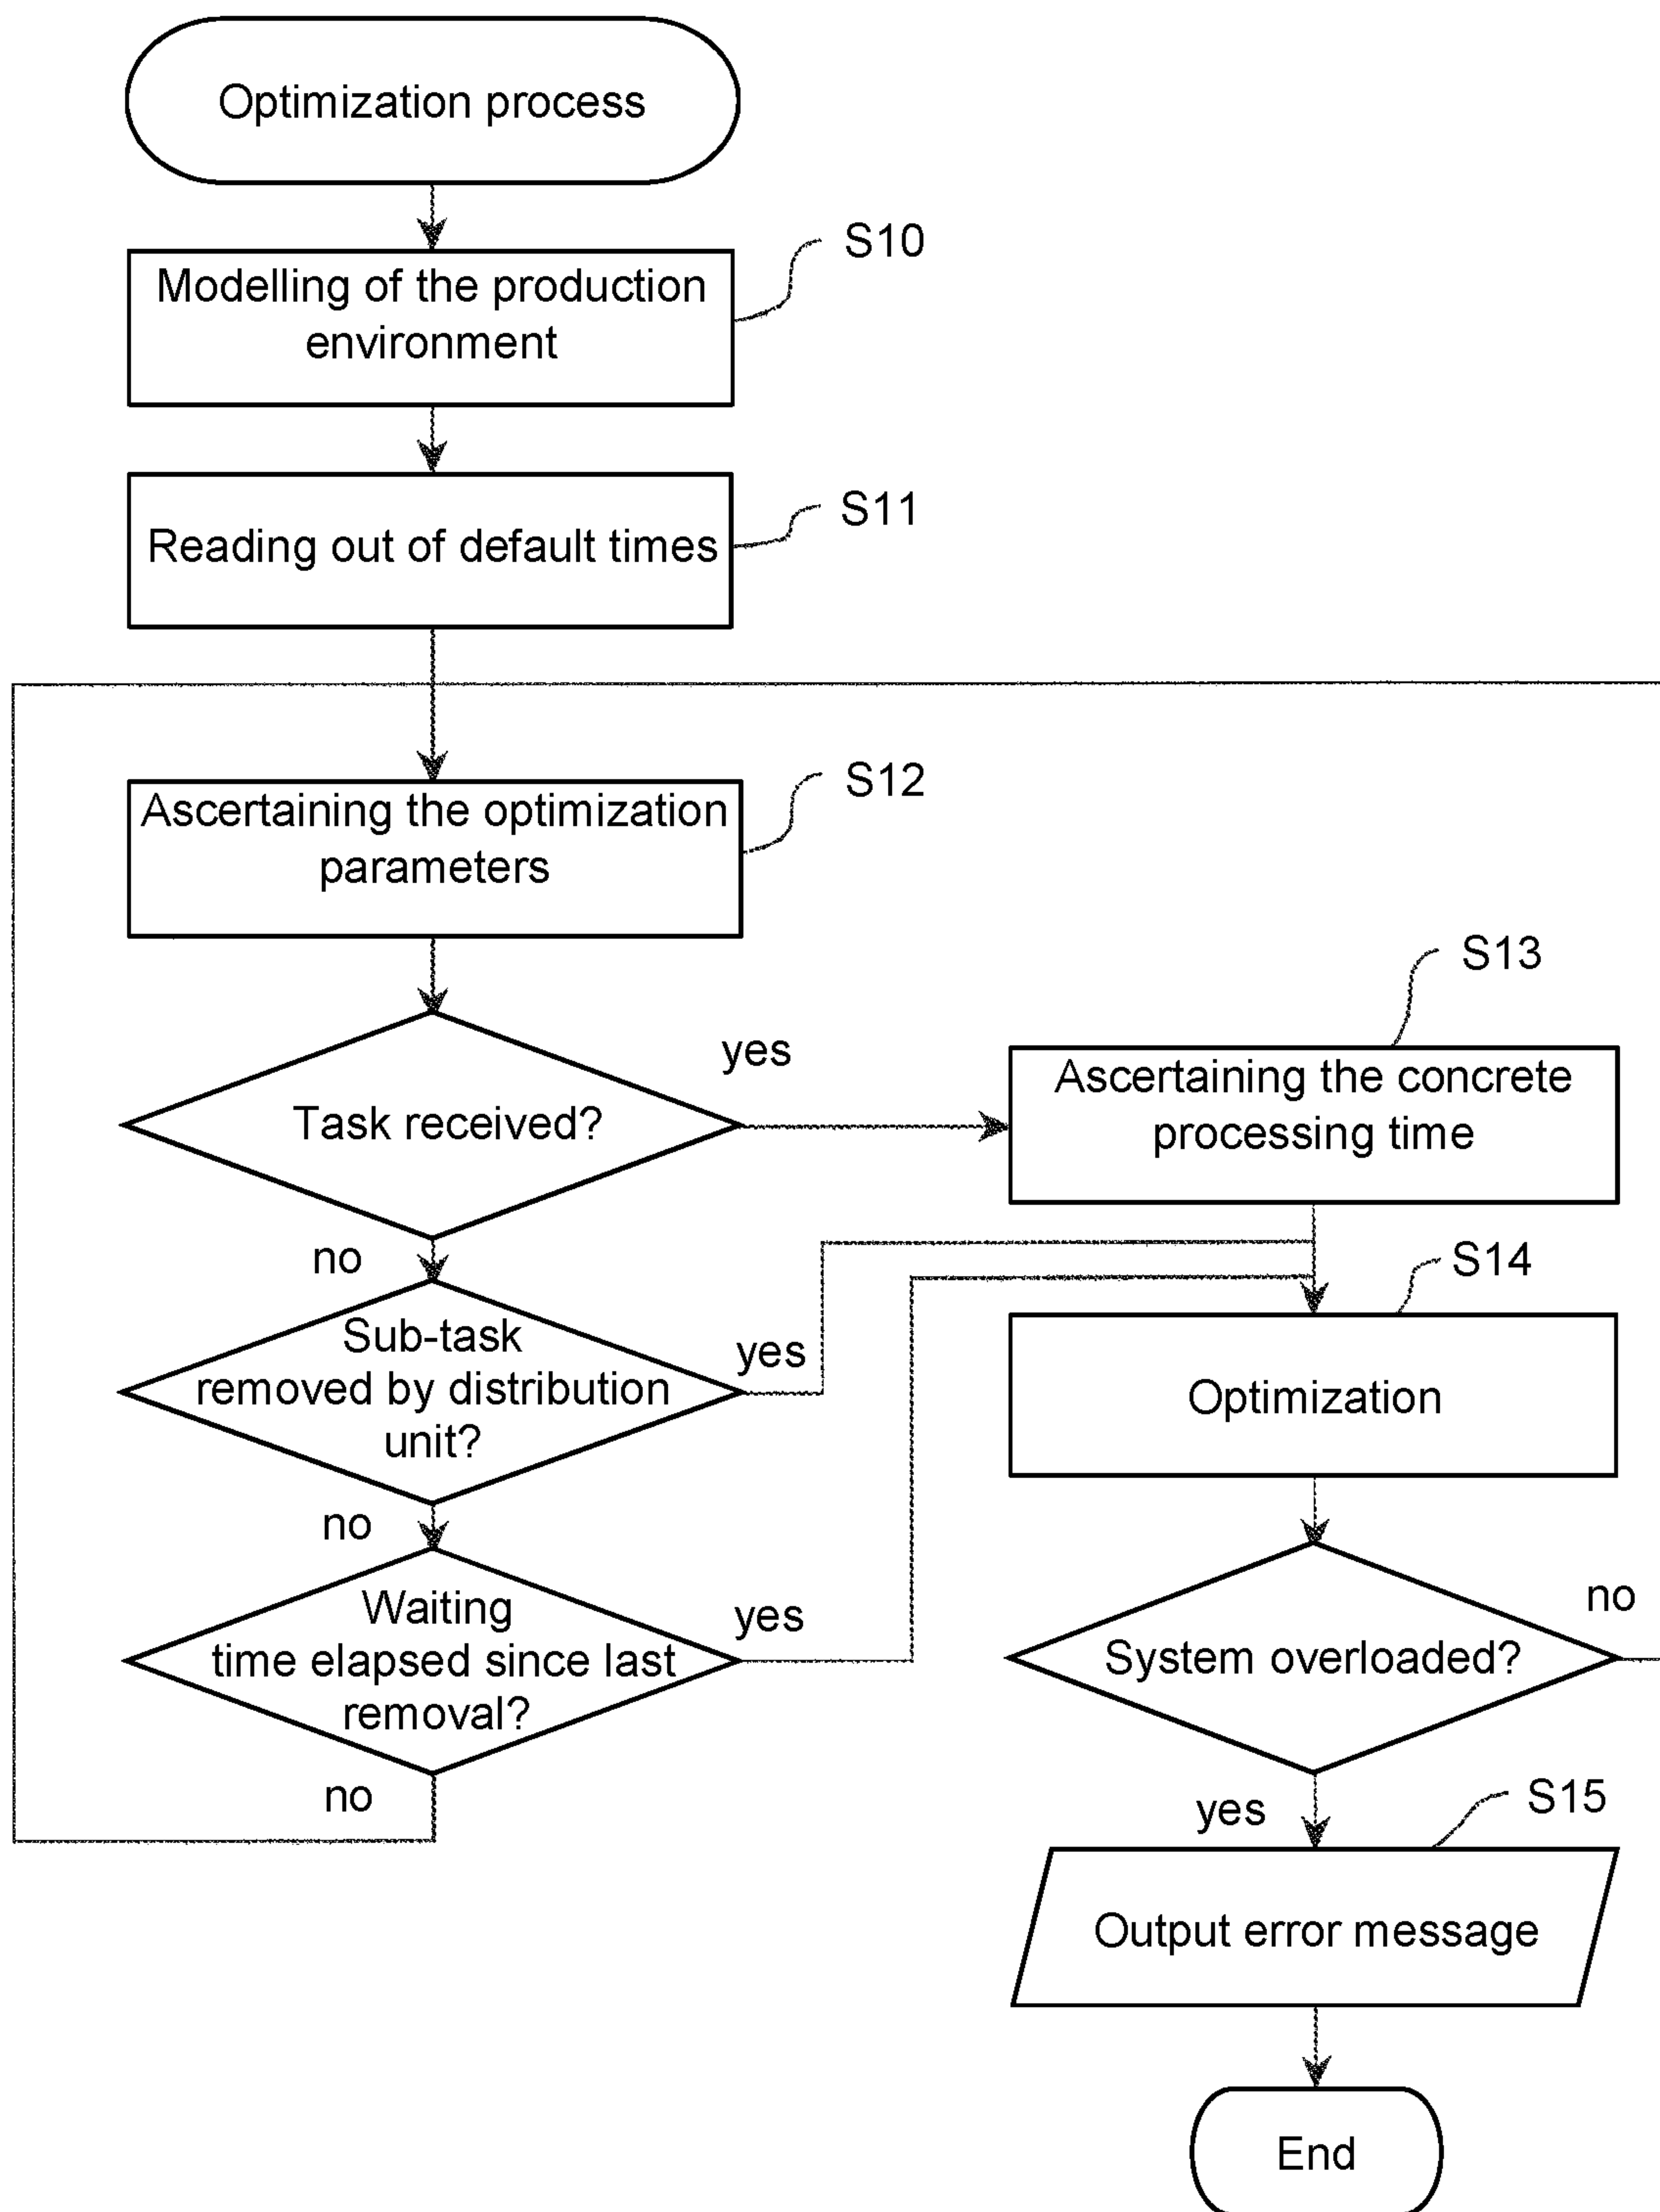 Optimization process
S10
Modelling of the production
environment
S11
Reading out of default times
S12
Ascertaining the optimization
parameters
S13
yes
Ascertaining the concrete
processing time
Task received?
no
S14
Sub-task
removed by distribution
unit?
yes
Optimization
no
Waiting
time elapsed since last
removal?
yes
no
System overloaded?
no
yes
S15
Output error message
End